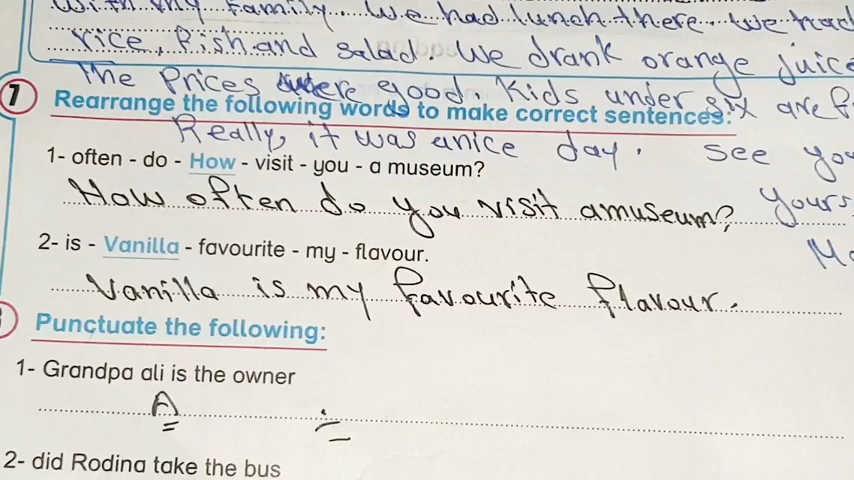 with my family. We had lunch there. We had
rice, fish and salad. We drank orange juice
The Prices were good. Kids under six are f
7 Rearrange the following words to make correct sentences:
Really, it was a nice day. See you
1- often - do - How - visit - you - a museum?
How often do you visit amuseum? Yours
2- is - Vanilla - favourite - my - flavour. M
Vanilla is my favourite flavour.
Punctuate the following:
1- Grandpa ali is the owner
A .
2- did Rodina take the bus